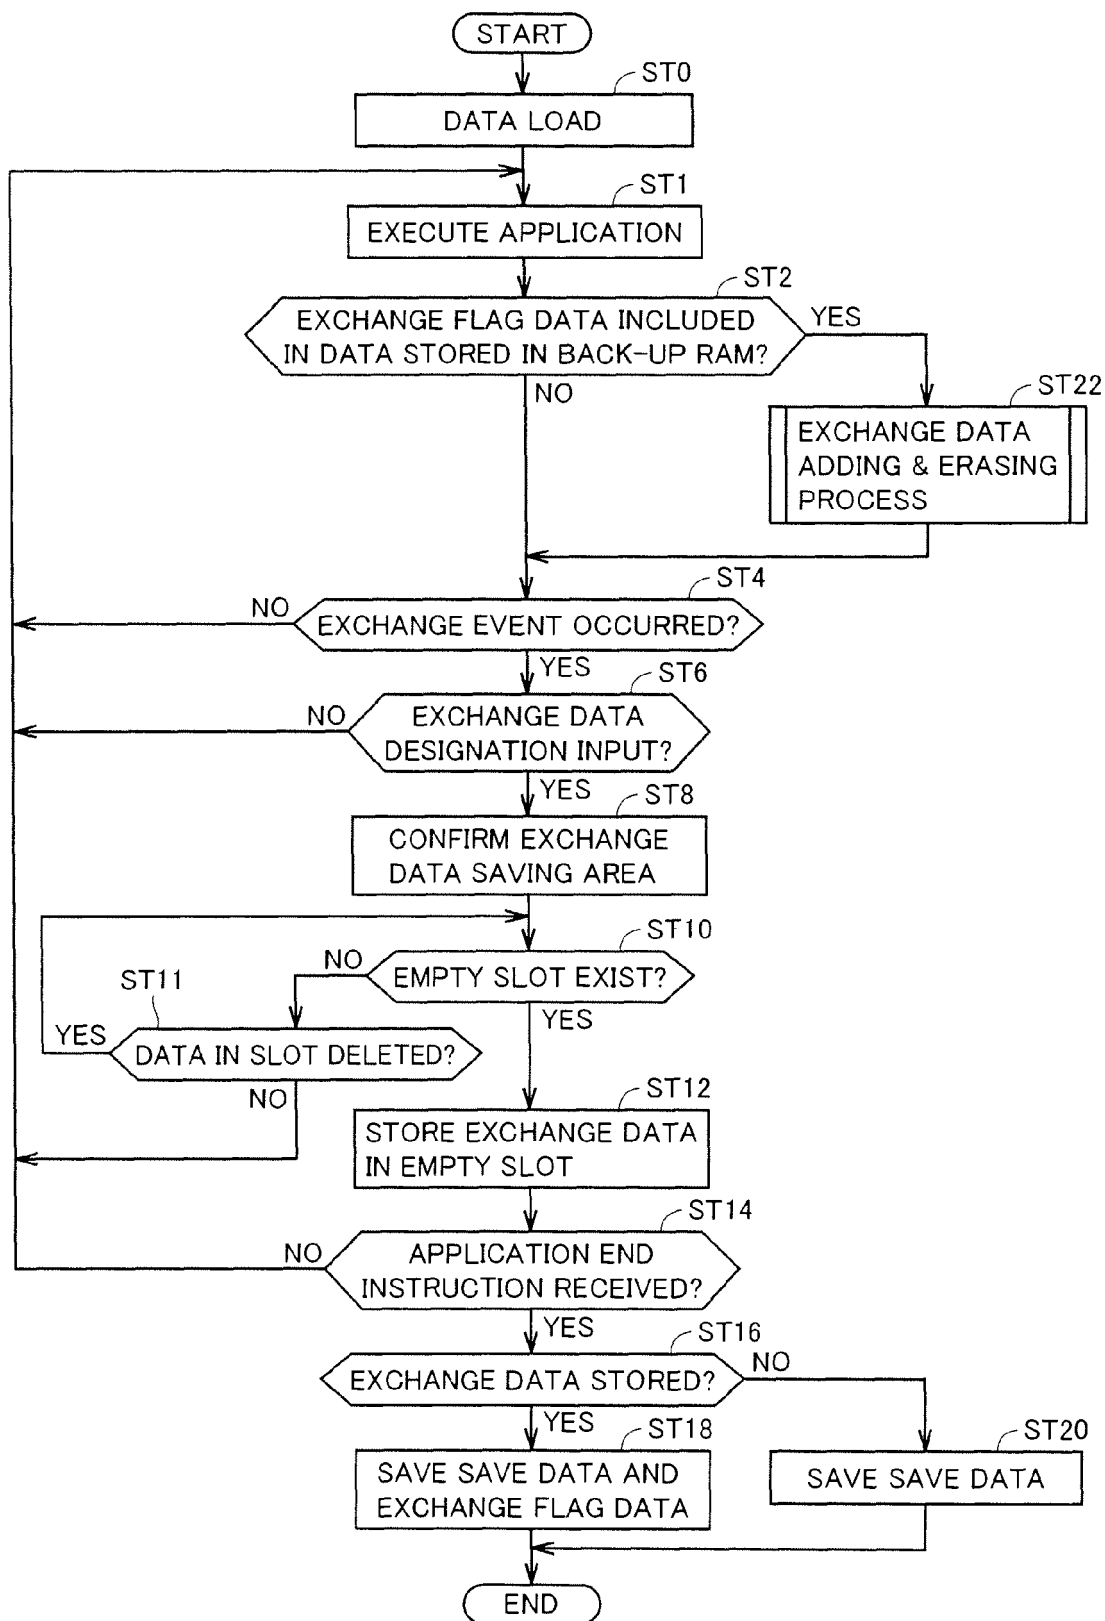 START
ST0
DATA LOAD
ST1
EXECUTE APPLICATION
ST2
EXCHANGE FLAG DATA INCLUDED
IN DATA STORED IN BACK-UP RAM?
YES
NO
ST22
EXCHANGE DATA
ADDING & ERASING
PROCESS
ST4
NO
EXCHANGE EVENT OCCURRED?
YES
ST6
NO
EXCHANGE DATA
DESIGNATION INPUT?
YES
ST8
CONFIRM EXCHANGE
DATA SAVING AREA
ST10
NO
EMPTY SLOT EXIST?
ST11
YES
YES
DATA IN SLOT DELETED?
NO
ST12
STORE EXCHANGE DATA
IN EMPTY SLOT
ST14
NO
APPLICATION END
INSTRUCTION RECEIVED?
YES
ST16
EXCHANGE DATA STORED?
NO
YES
ST18
SAVE SAVE DATA AND
EXCHANGE FLAG DATA
ST20
SAVE SAVE DATA
END